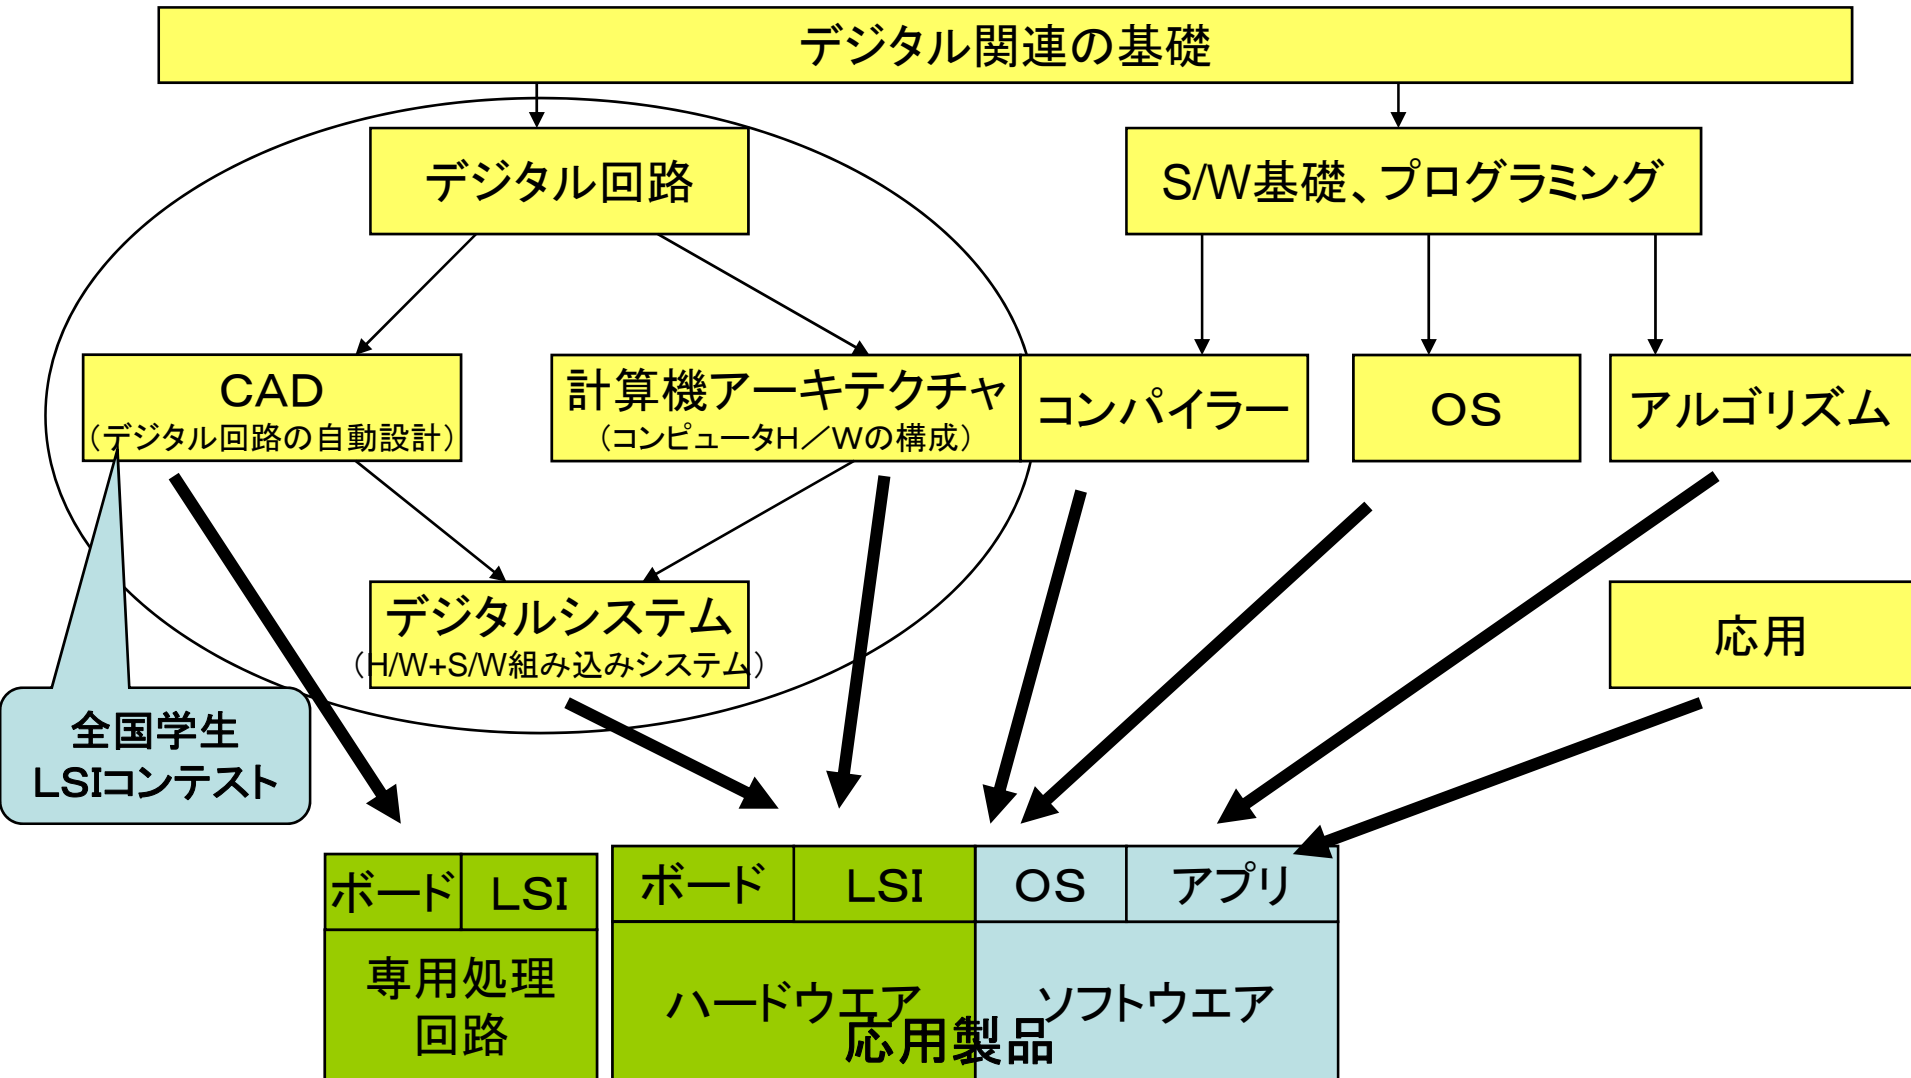 デジタル関連の基礎
デジタル回路
S/W基礎、プログラミング
CAD
（デジタル回路の自動設計）
計算機アーキテクチャ
（コンピュータH／Wの構成）
コンパイラー
OS
アルゴリズム
デジタルシステム
（H/W+S/W組み込みシステム）
応用
全国学生
LSIコンテスト
ボード
LSI
ボード
LSI
OS
アプリ
専用処理
回路
ハードウエア
ソフトウエア
応用製品